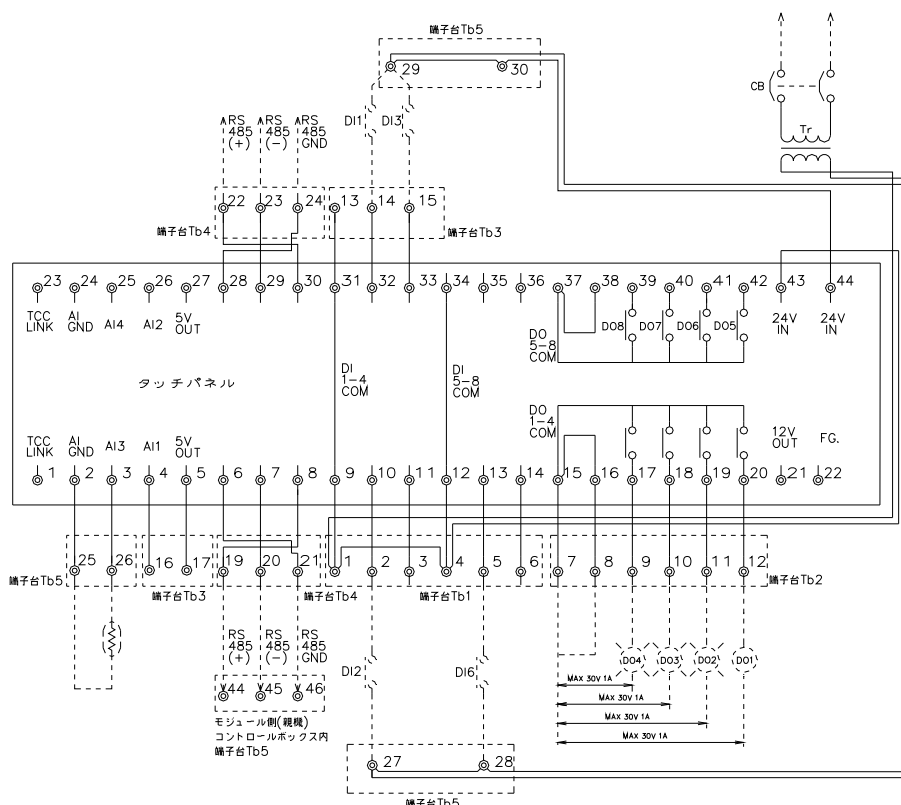 端子台Tb5
29
30
CB
Tr
DI1
DI3
RS
485
(+)
RS
485
(−)
RS
485
GND
22
23
24
13
14
15
端子台Tb4
端子台Tb3
23
24
25
26
27
28
29
30
31
32
33
34
35
36
37
38
39
40
41
42
43
44
TCC
LINK
AI
GND
AI4
AI2
5V
OUT
DO8
DO7
DO6
DO5
24V
IN
24V
IN
DO
5−8
COM
タッチパネル
DI
1−4
COM
DI
5−8
COM
DO
1−4
COM
TCC
LINK
AI
GND
AI3
AI1
5V
OUT
12V
OUT
FG.
1
2
3
4
5
6
7
8
9
10
11
12
13
14
15
16
17
18
19
20
21
22
25
26
16
17
19
20
21
1
2
3
4
5
6
7
8
9
10
11
12
端子台Tb5
端子台Tb3
端子台Tb4
端子台Tb1
端子台Tb2
RS
485
(+)
RS
485
(−)
RS
485
GND
DI2
DI6
DO4
DO3
DO2
DO1
MAX 30V 1A
MAX 30V 1A
MAX 30V 1A
MAX 30V 1A
44
45
46
モジュール側(親機)
コントロールボックス内
端子台Tb5
27
28
端子台Tb5